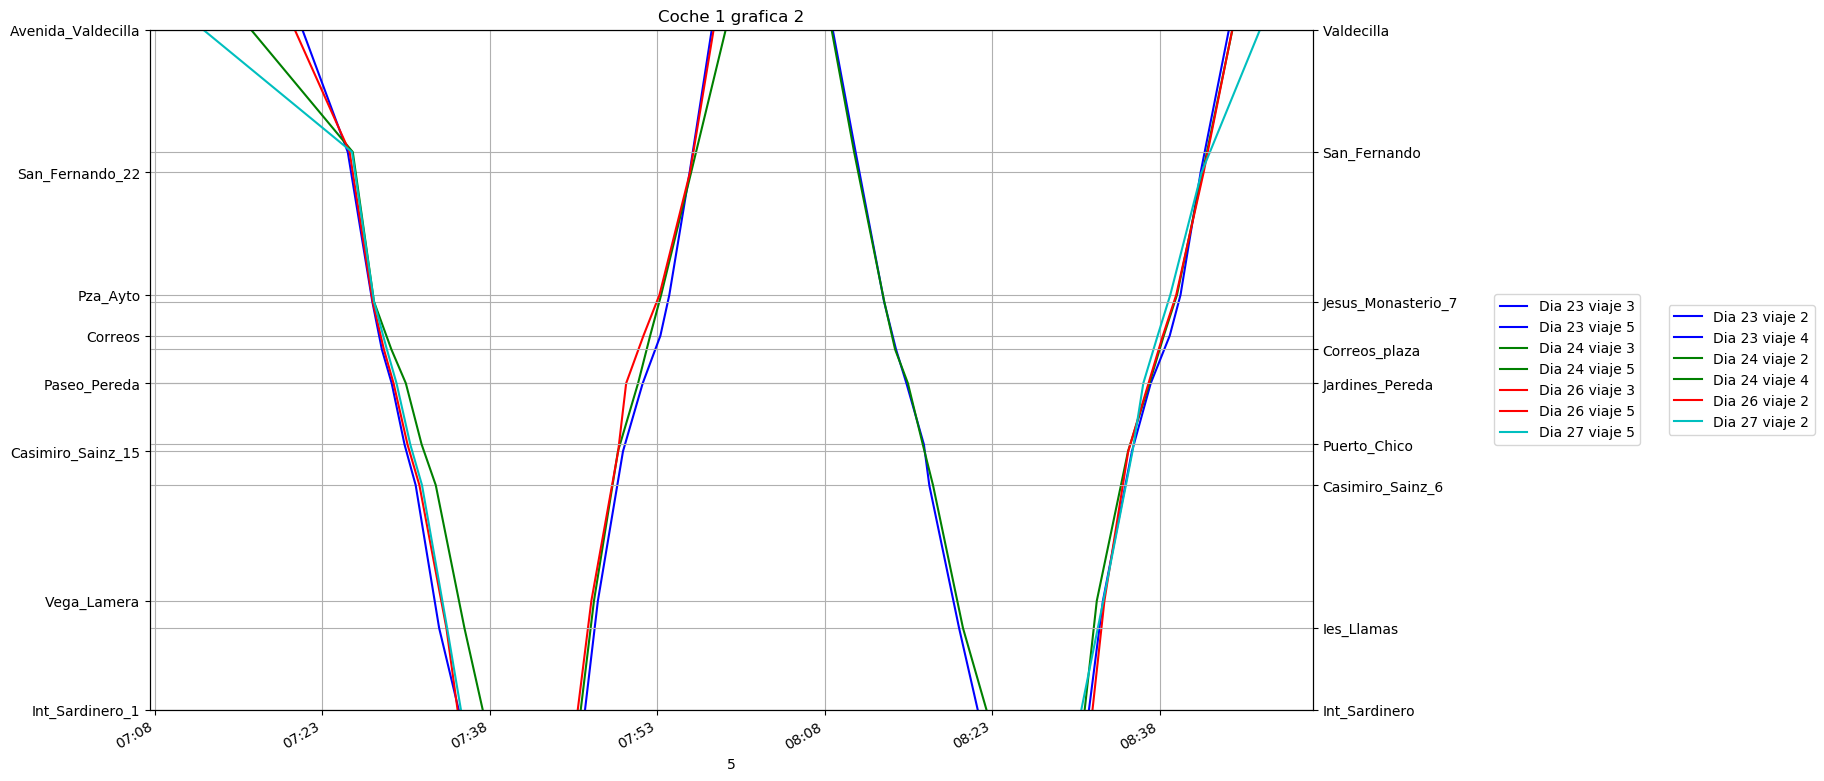 Coche 1 grafica 2
Avenida_Valdecilla
San_Fernando_22
Pza_Ayto
Correos
Paseo_Pereda
Casimiro_Sainz_15
Vega_Lamera
Int_Sardinero_1
Valdecilla
San_Fernando
Jesus_Monasterio_7
Correos_plaza
Jardines_Pereda
Puerto_Chico
Casimiro_Sainz_6
Ies_Llamas
Int_Sardinero
07:08
07:23
07:38
07:53
08:08
08:23
08:38
5
Dia 23 viaje 3
Dia 23 viaje 5
Dia 24 viaje 3
Dia 24 viaje 5
Dia 26 viaje 3
Dia 26 viaje 5
Dia 27 viaje 5
Dia 23 viaje 2
Dia 23 viaje 4
Dia 24 viaje 2
Dia 24 viaje 4
Dia 26 viaje 2
Dia 27 viaje 2